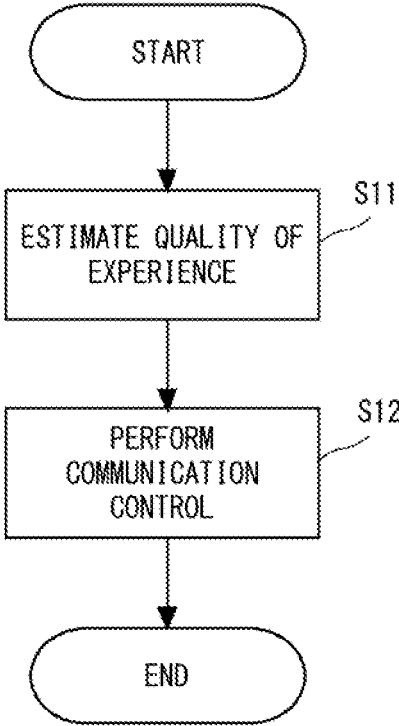 START
S11
ESTIMATE QUALITY OF
EXPERIENCE
S12
PERFORM
COMMUNICATION
CONTROL
END